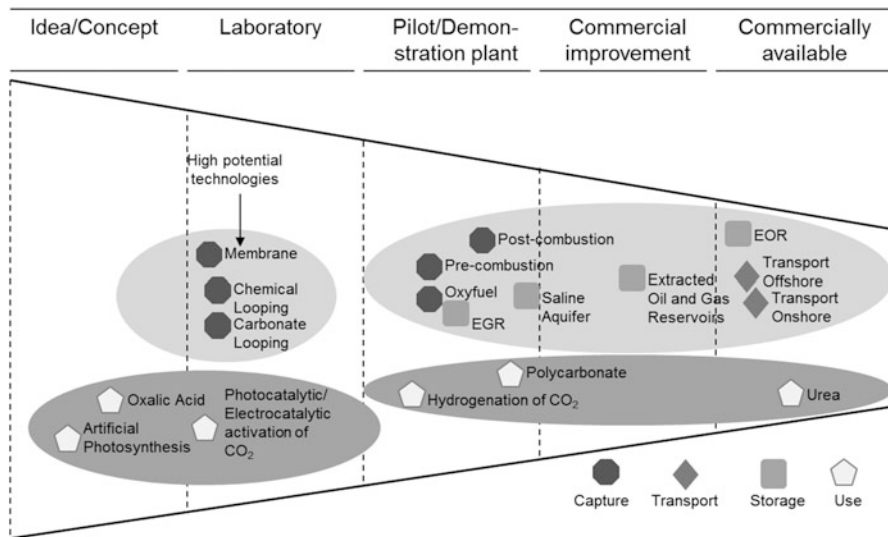 Idea/Concept
Laboratory
Pilot/Demon-
stration plant
Commercial
improvement
Commercially
available
High potential
technologies
Membrane
Chemical
Looping
Carbonate
Looping
Post-combustion
Pre-combustion
Oxyfuel
EGR
Saline
Aquifer
Extracted
Oil and Gas
Reservoirs
EOR
Transport
Offshore
Transport
Onshore
Oxalic Acid
Artificial
Photosynthesis
Photocatalytic/
Electrocatalytic
activation of
CO₂
Polycarbonate
Hydrogenation of CO₂
Urea
Capture
Transport
Storage
Use